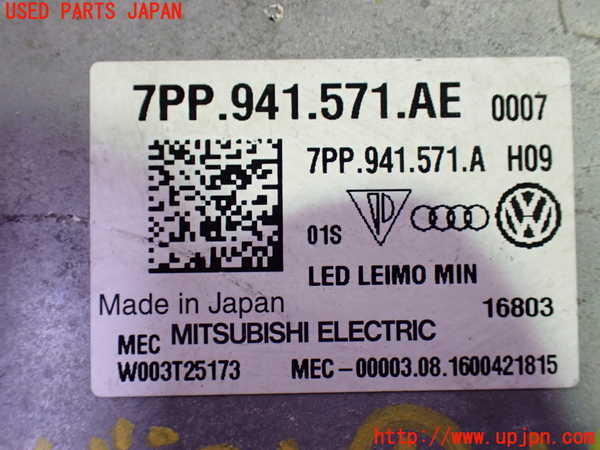 USED PARTS JAPAN
7PP.941.571.AE 0007
7PP.941.571.A H09
01S
LED LEIMO MIN
Made in Japan 16803
MEC MITSUBISHI ELECTRIC
W003T25173 MEC-00003.08.1600421815
http://www.upjpn.com/